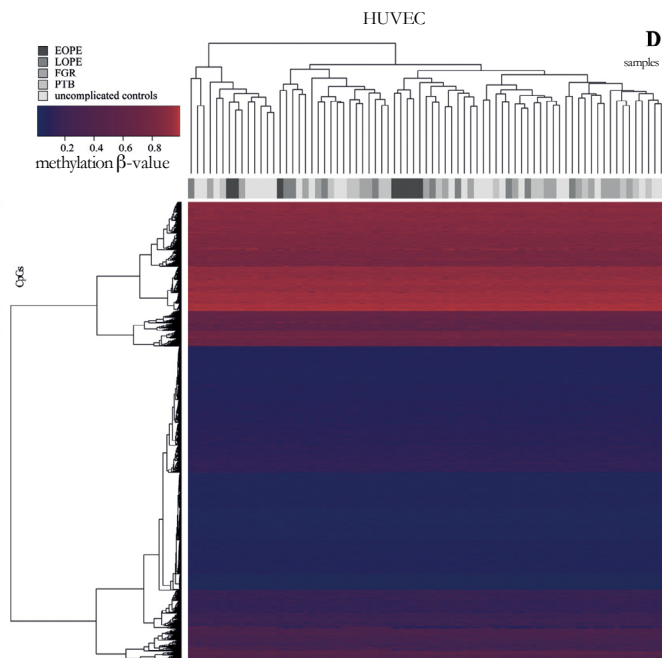 HUVEC
D
samples
EOPE
LOPE
FGR
PTB
uncomplicated controls
0.2 0.4 0.6 0.8
methylation β-value
CpGs